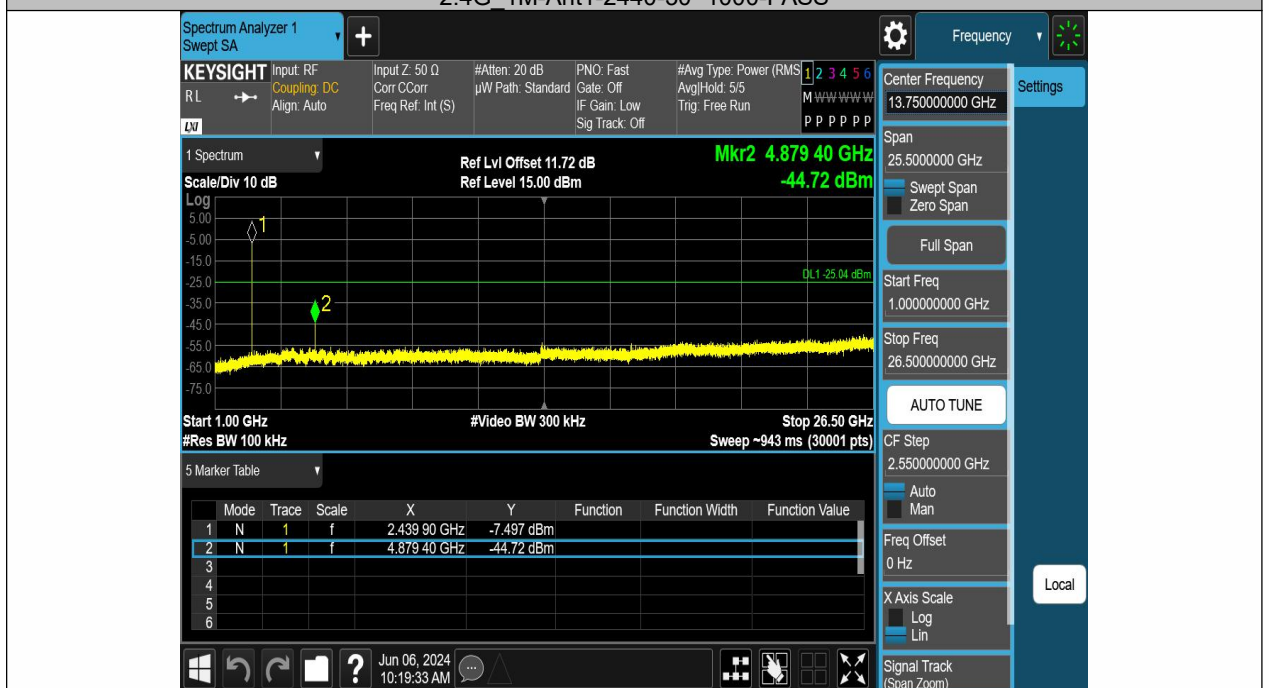 2.4G_1M-Ant1-2440-30~1000-PASS
Spectrum Analyzer 1
Swept SA
Frequency
KEYSIGHT
RL
LXI
Input: RF
Coupling: DC
Align: Auto
Input Z: 50 Ω
Corr CCorr
Freq Ref: Int (S)
#Atten: 20 dB
µW Path: Standard
PNO: Fast
Gate: Off
IF Gain: Low
Sig Track: Off
#Avg Type: Power (RMS
Avg|Hold: 5/5
Trig: Free Run
1 2 3 4 5 6
M W W W W W
P P P P P P
1 Spectrum
Scale/Div 10 dB
Ref Lvl Offset 11.72 dB
Ref Level 15.00 dBm
Mkr2 4.879 40 GHz
-44.72 dBm
Log
5.00
-5.00
-15.0
-25.0
-35.0
-45.0
-55.0
-65.0
-75.0
1
2
DL1 -25.04 dBm
Start 1.00 GHz
#Video BW 300 kHz
Stop 26.50 GHz
#Res BW 100 kHz
Sweep ~943 ms (30001 pts)
5 Marker Table
Mode Trace Scale X Y Function Function Width Function Value
1 N 1 f 2.439 90 GHz -7.497 dBm
2 N 1 f 4.879 40 GHz -44.72 dBm
3
4
5
6
Jun 06, 2024
10:19:33 AM
Center Frequency
13.750000000 GHz
Settings
Span
25.5000000 GHz
Swept Span
Zero Span
Full Span
Start Freq
1.000000000 GHz
Stop Freq
26.500000000 GHz
AUTO TUNE
CF Step
2.550000000 GHz
Auto
Man
Freq Offset
0 Hz
X Axis Scale
Log
Lin
Signal Track
(Span Zoom)
Local